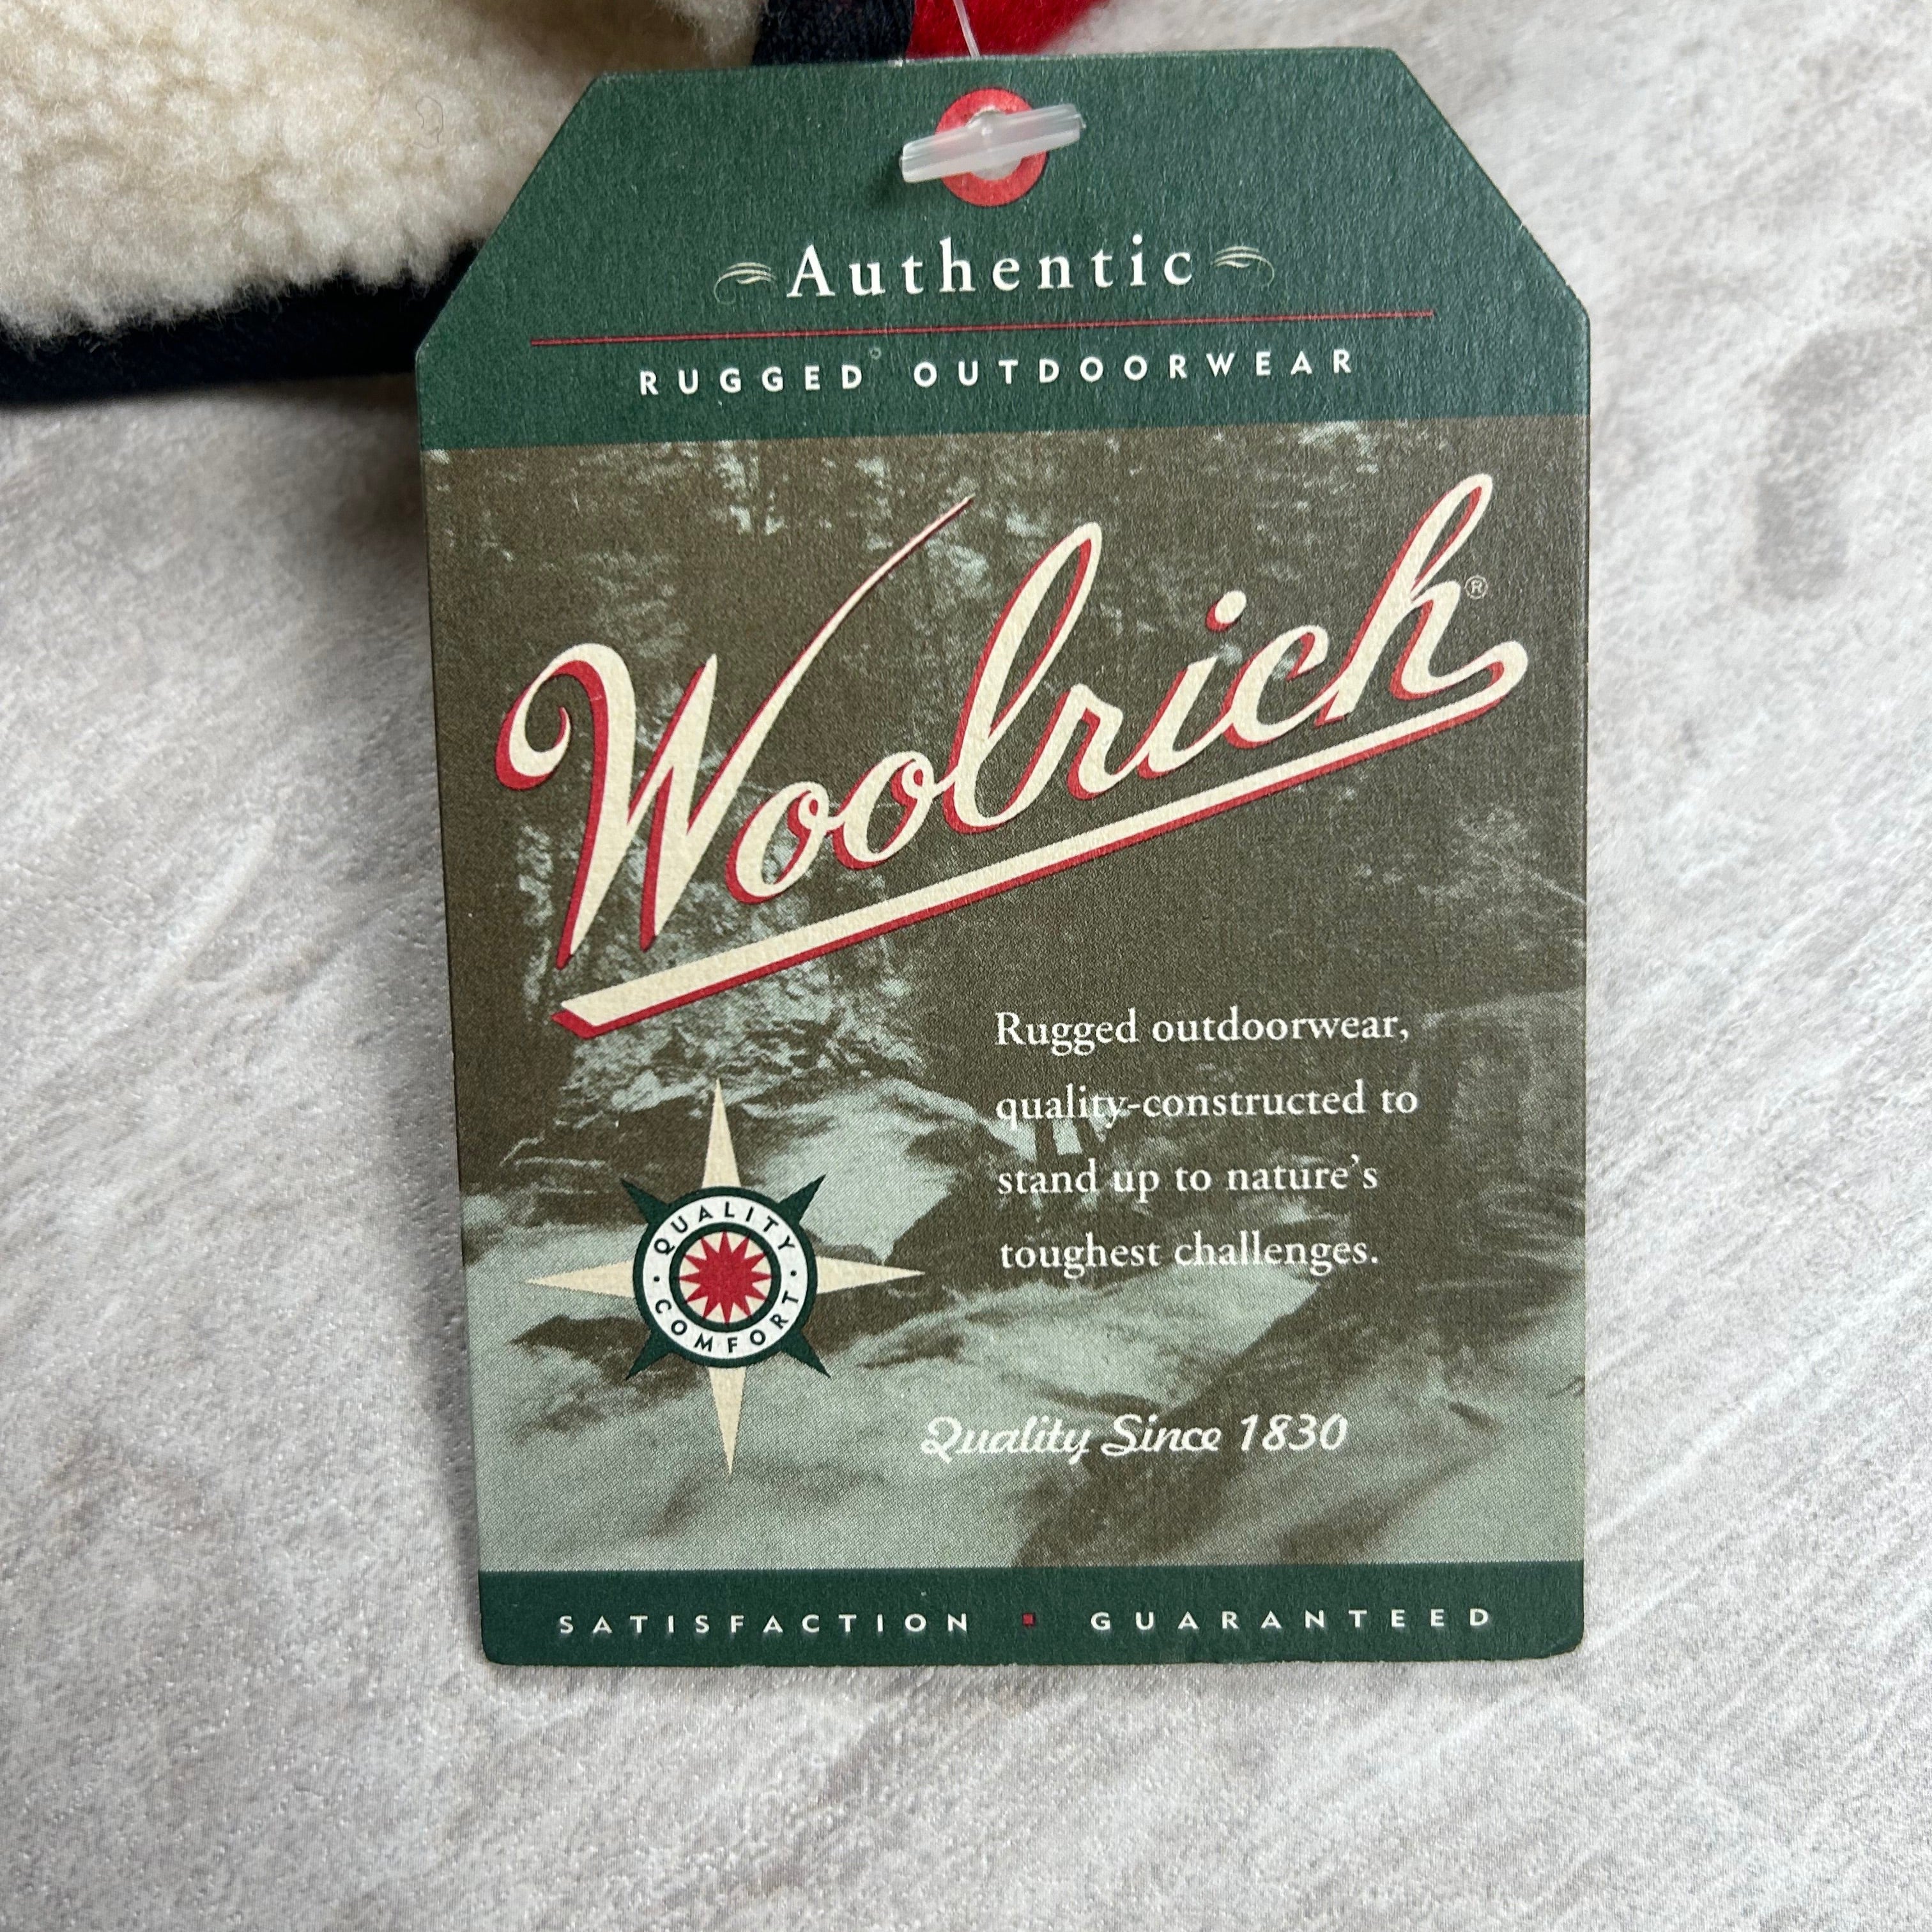 Authentic
RUGGED OUTDOORWEAR
Woolrich®
Rugged outdoorwear,
quality-constructed to
stand up to nature's
toughest challenges.
QUALITY · COMFORT ·
Quality Since 1830
SATISFACTION ▪ GUARANTEED